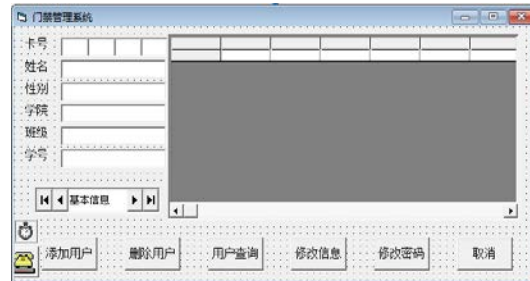 门禁管理系统
卡号
姓名
性别
学院
班级
学号
基本信息
添加用户 删除用户 用户查询 修改信息 修改密码 取消